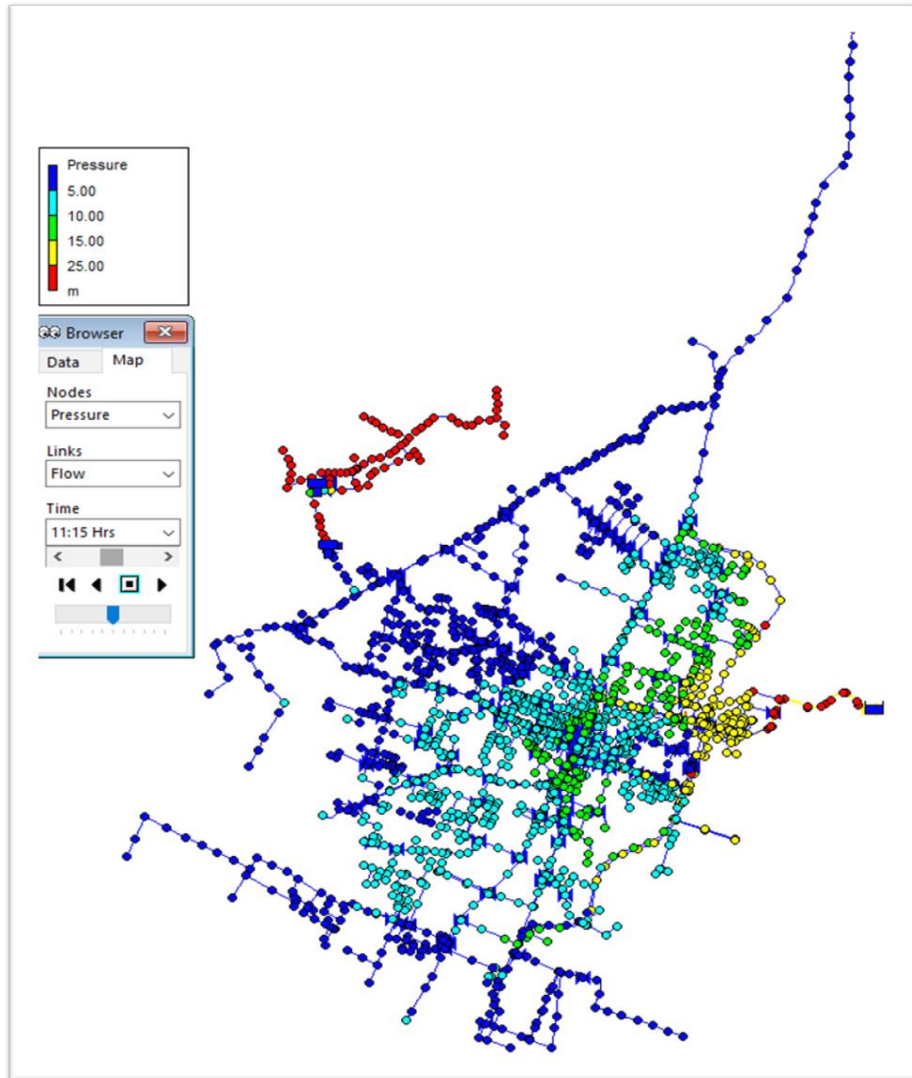 Pressure
5.00
10.00
15.00
25.00
m
Browser
Data Map
Nodes
Pressure
Links
Flow
Time
11:15 Hrs